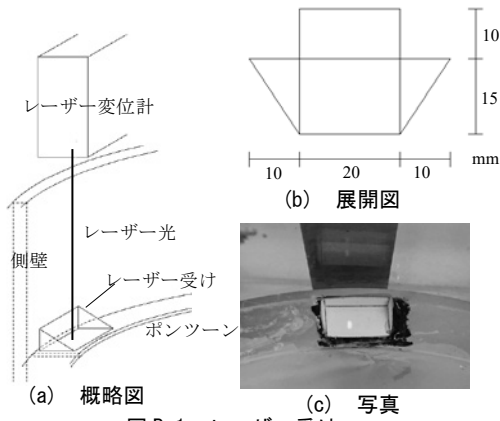 レーザー変位計
レーザー光
側壁
レーザー受け
ポンツーン
(a) 概略図
10
15
10
20
10
mm
(b) 展開図
(c) 写真